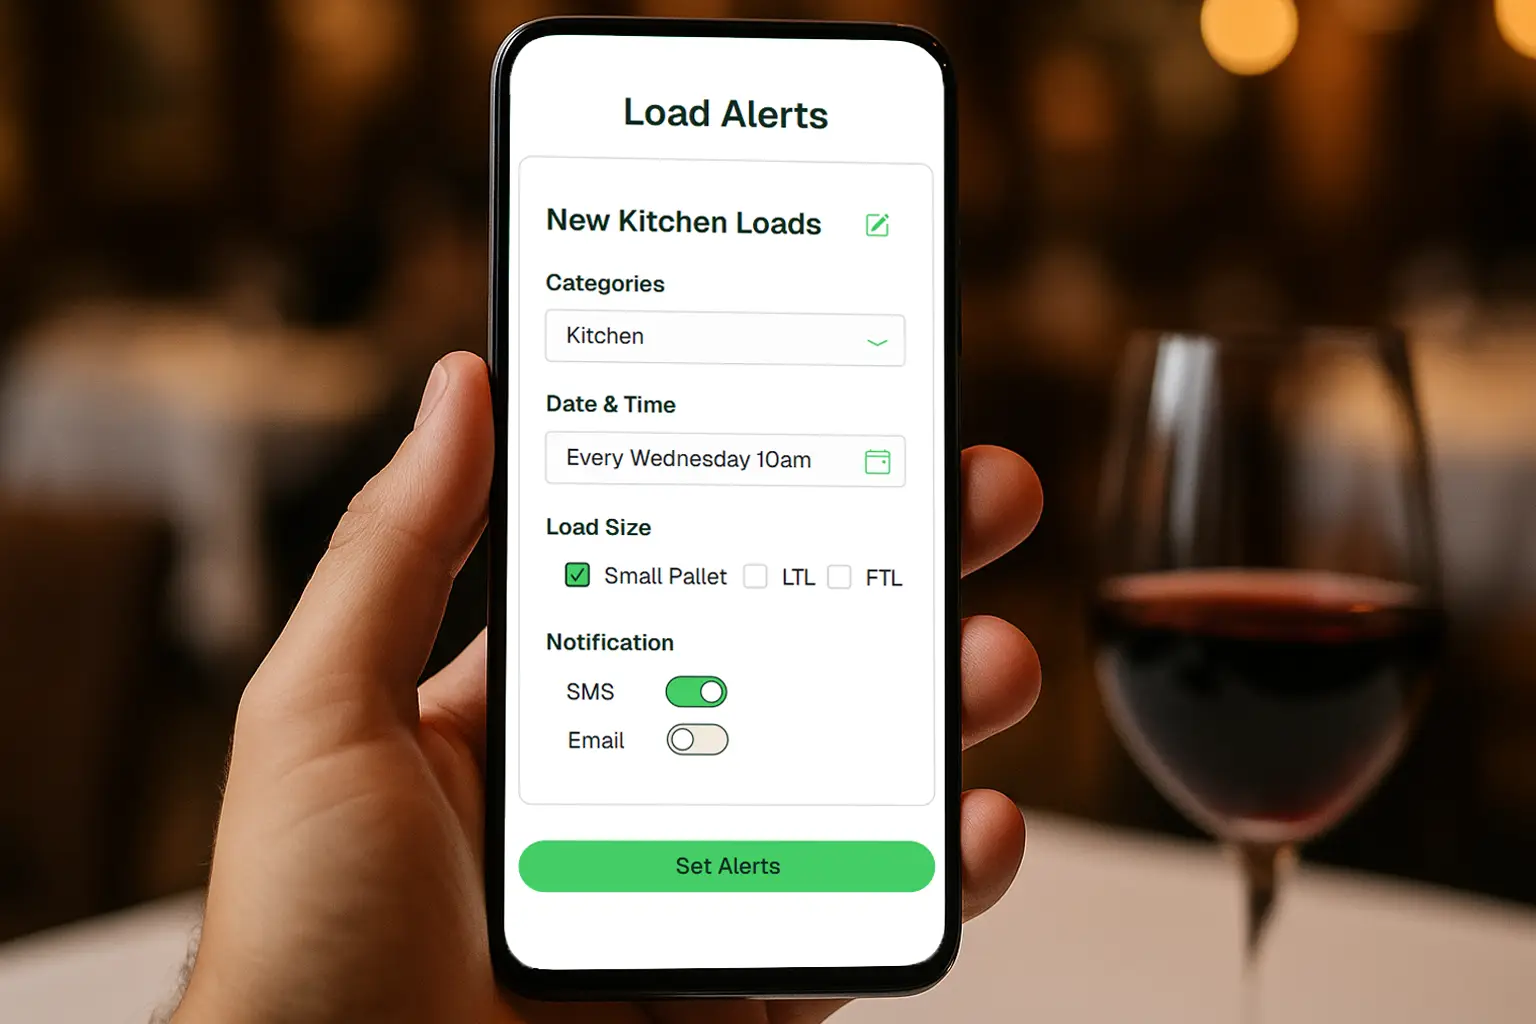 Load Alerts
New Kitchen Loads
Categories
Kitchen
Date & Time
Every Wednesday 10am
Load Size
Small Pallet LTL FTL
Notification
SMS
Email
Set Alerts